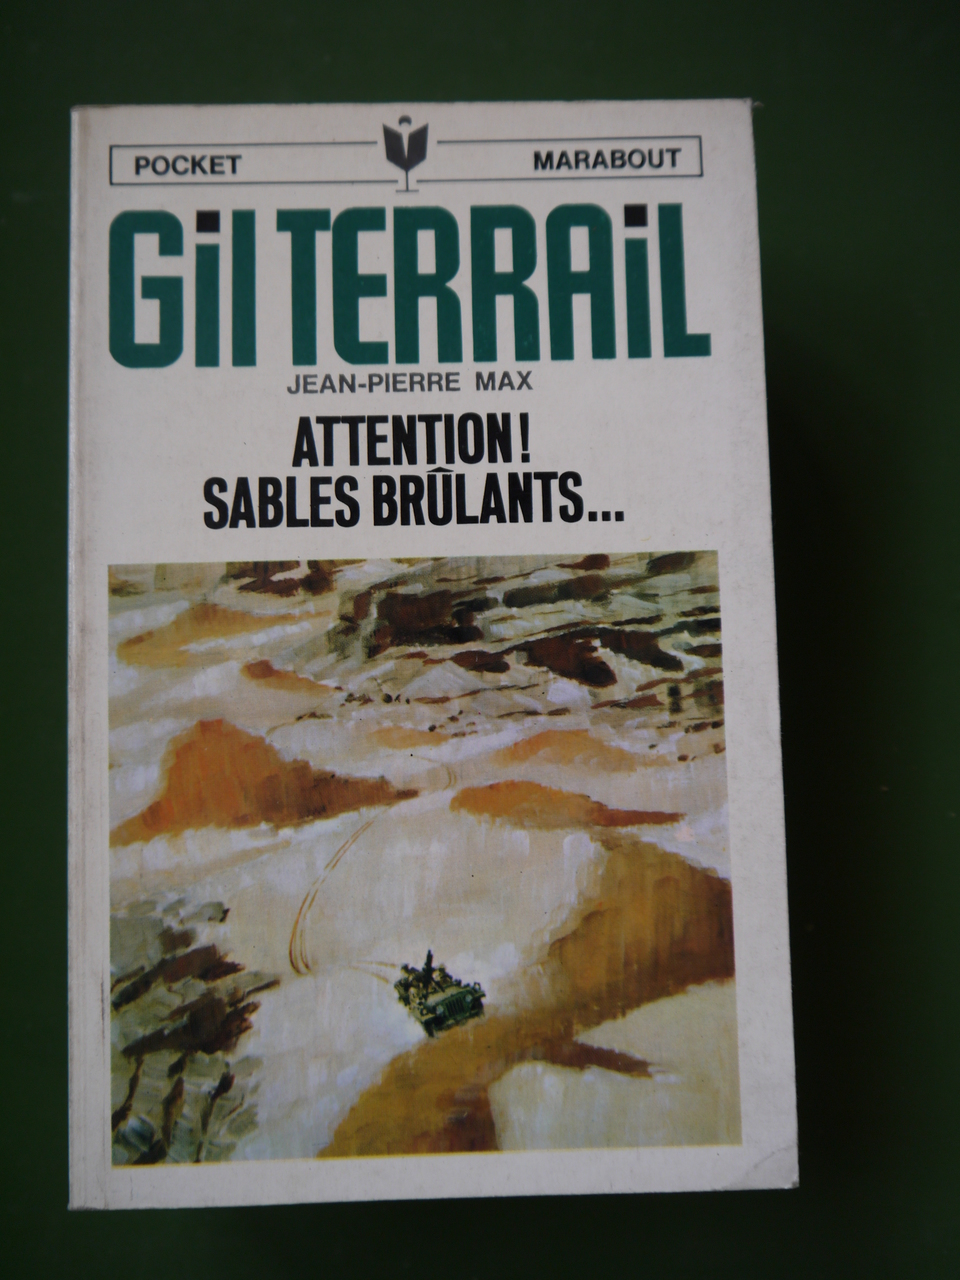 POCKET MARABOUT
GiL TERRAiL
JEAN-PIERRE MAX
ATTENTION!
SABLES BRÛLANTS...